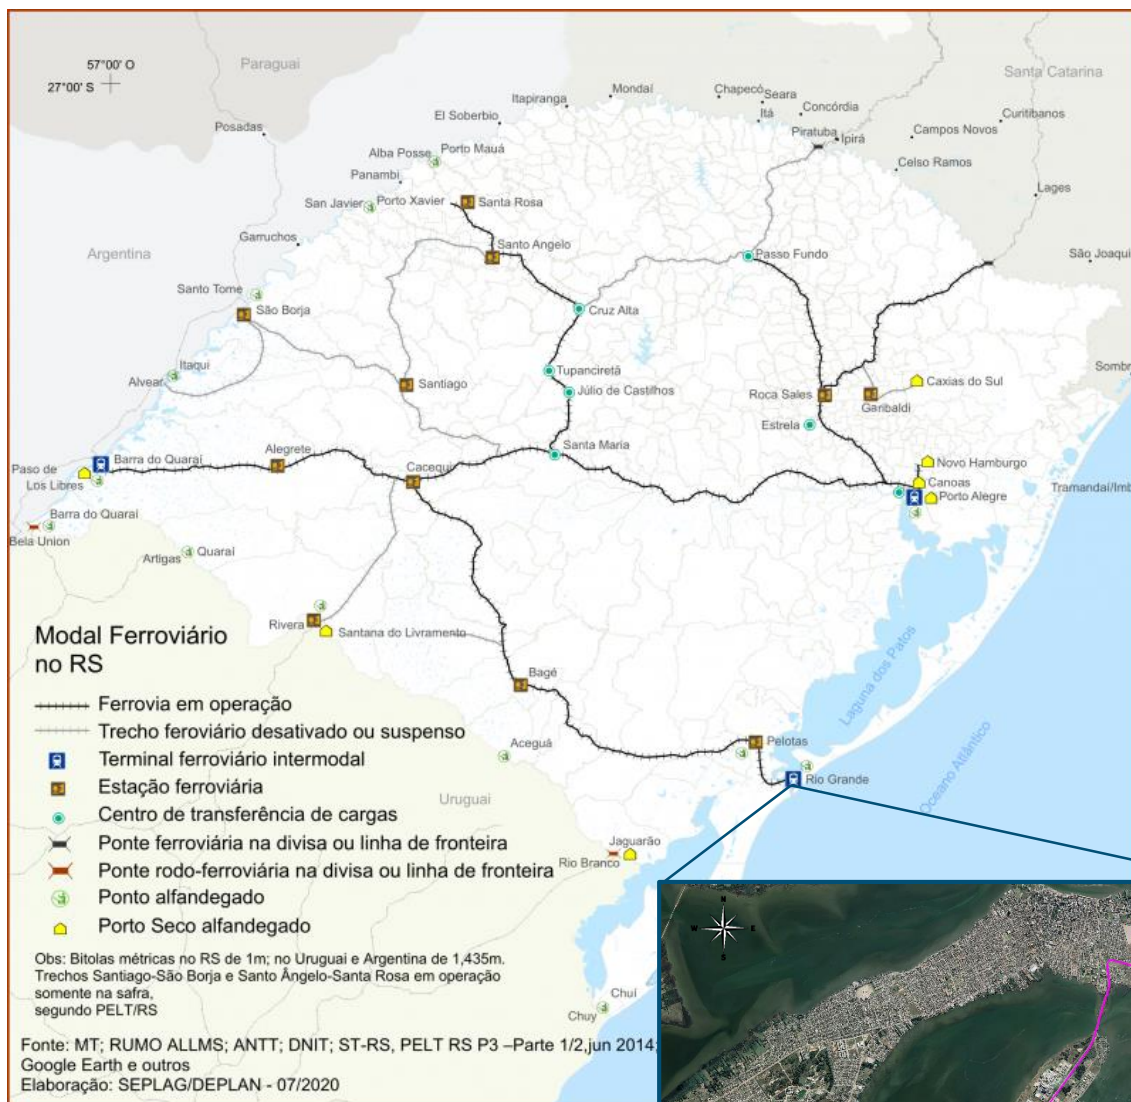 57°00' O
27°00' S
Paraguai
Santa Catarina
Mondaí
Chapecó
Seara
Itapiranga
Concórdia
Itá
Curitibanos
El Soberbio
Posadas
Piratuba
Ipirá
Campos Novos
Alba Posse
Porto Mauá
Celso Ramos
Panambi
Lages
San Javier
Porto Xavier
Santa Rosa
Garruchos
Santo Angelo
Argentina
Passo Fundo
São Joaqui
Santo Tome
São Borja
Cruz Alta
Itaqui
Alvear
Tupanciretã
Santiago
Júlio de Castilhos
Roca Sales
Caxias do Sul
Garibaldi
Sombr
Estrela
Alegrete
Santa Maria
Barra do Quaraí
Cacequi
Novo Hamburgo
Paso de
Los Libres
Canoas
Tramandaí/Imb
Porto Alegre
Barra do Quaraí
Bela Union
Artigas
Quaraí
Rivera
Santana do Livramento
Laguna dos Patos
Bagé
Oceano Atlântico
Aceguá
Pelotas
Rio Grande
Uruguai
Jaguarão
Rio Branco
Chuí
Chuy
Modal Ferroviário
no RS
Ferrovia em operação
Trecho feroviário desativado ou suspenso
Terminal ferroviário intermodal
Estação ferroviária
Centro de transferência de cargas
Ponte ferroviária na divisa ou linha de fronteira
Ponte rodo-ferroviária na divisa ou linha de fronteira
Ponto alfandegado
Porto Seco alfandegado
Obs: Bitolas métricas no RS de 1m; no Uruguai e Argentina de 1,435m.
Trechos Santiago-São Borja e Santo Ângelo-Santa Rosa em operação
somente na safra,
segundo PELT/RS
Fonte: MT; RUMO ALLMS; ANTT; DNIT; ST-RS, PELT RS P3 –Parte 1/2,jun 2014;
Google Earth e outros
Elaboração: SEPLAG/DEPLAN - 07/2020
N
W
E
S